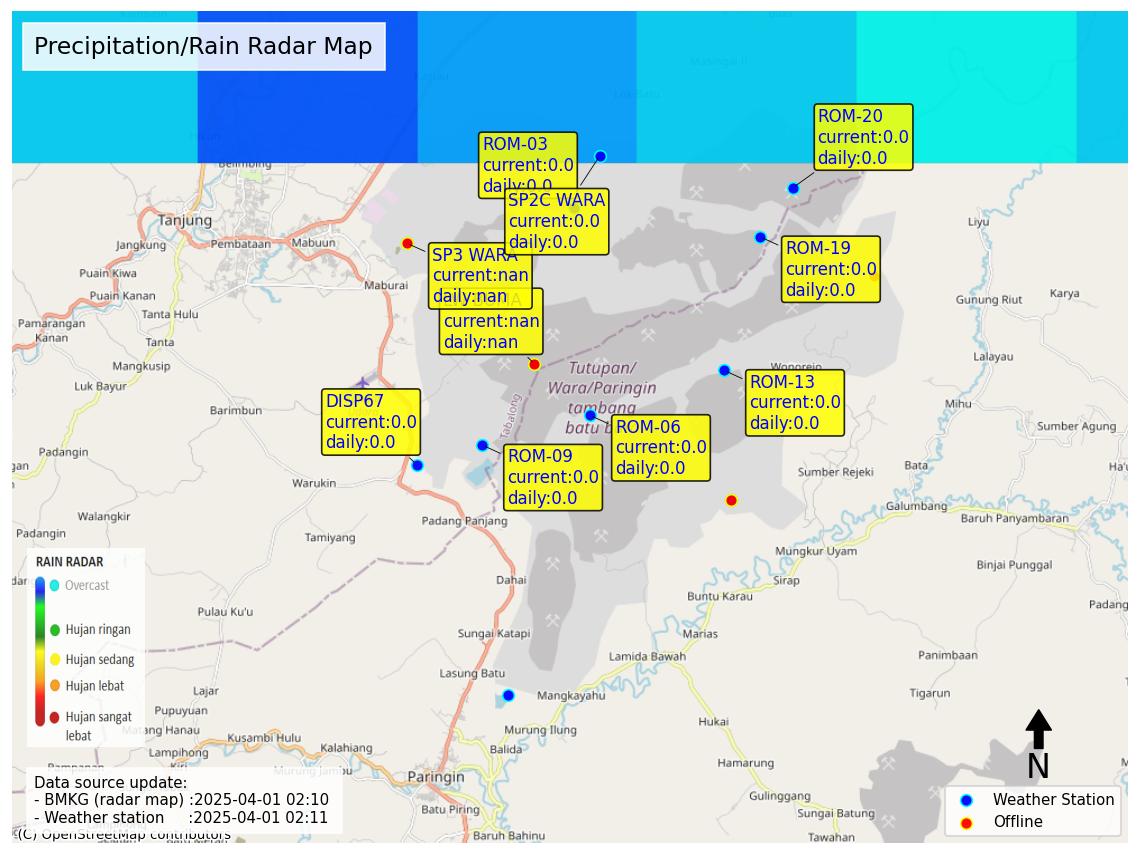 Precipitation/Rain Radar Map
ROM-20
current:0.0
daily:0.0
ROM-03
current:0.0
daily:0.0
SP2C WARA
current:0.0
daily:0.0
SP3 WARA
current:nan
daily:nan
current:nan
daily:nan
ROM-19
current:0.0
daily:0.0
ROM-13
current:0.0
daily:0.0
ROM-06
current:0.0
daily:0.0
ROM-09
current:0.0
daily:0.0
DISP67
current:0.0
daily:0.0
Belimbing
Tanjung
Jangkung
Pembataan
Mabuun
Puain Kiwa
Puain Kanan
Maburai
Tanta Hulu
Pamarangan
Kanan
Tanta
Mangkusip
Luk Bayur
Barimbun
Padangin
Warukin
Walangkir
Padangin
Tamiyang
Padang Panjang
Tabalong
Tutupan/
Wara/Paringin
tambang
Wonorejo
Liyu
Gunung Riut
Karya
Lalayau
Mihu
Sumber Agung
Bata
Sumber Rejeki
Galumbang
Baruh Panyambaran
Mungkur Uyam
Binjai Punggal
Sirap
Buntu Karau
Dahai
Pulau Ku'u
Sungai Katapi
Marias
Lamida Bawah
Panimbaan
Lasung Batu
Tigarun
Lajar
Mangkayahu
Pupuyuan
Matang Hanau
Hukai
Murung Ilung
Kusambi Hulu
Lampihong
Kalahiang
Balida
Hamarung
Murung Jambu
Paringin
Batu Piring
Gulinggang
Sungai Batung
Baruh Bahinu
Tawahan
RAIN RADAR
Overcast
Hujan ringan
Hujan sedang
Hujan lebat
Hujan sangat
lebat
Data source update:
- BMKG (radar map) :2025-04-01 02:10
- Weather station :2025-04-01 02:11
(C) OpenStreetMap contributors
N
Weather Station
Offline